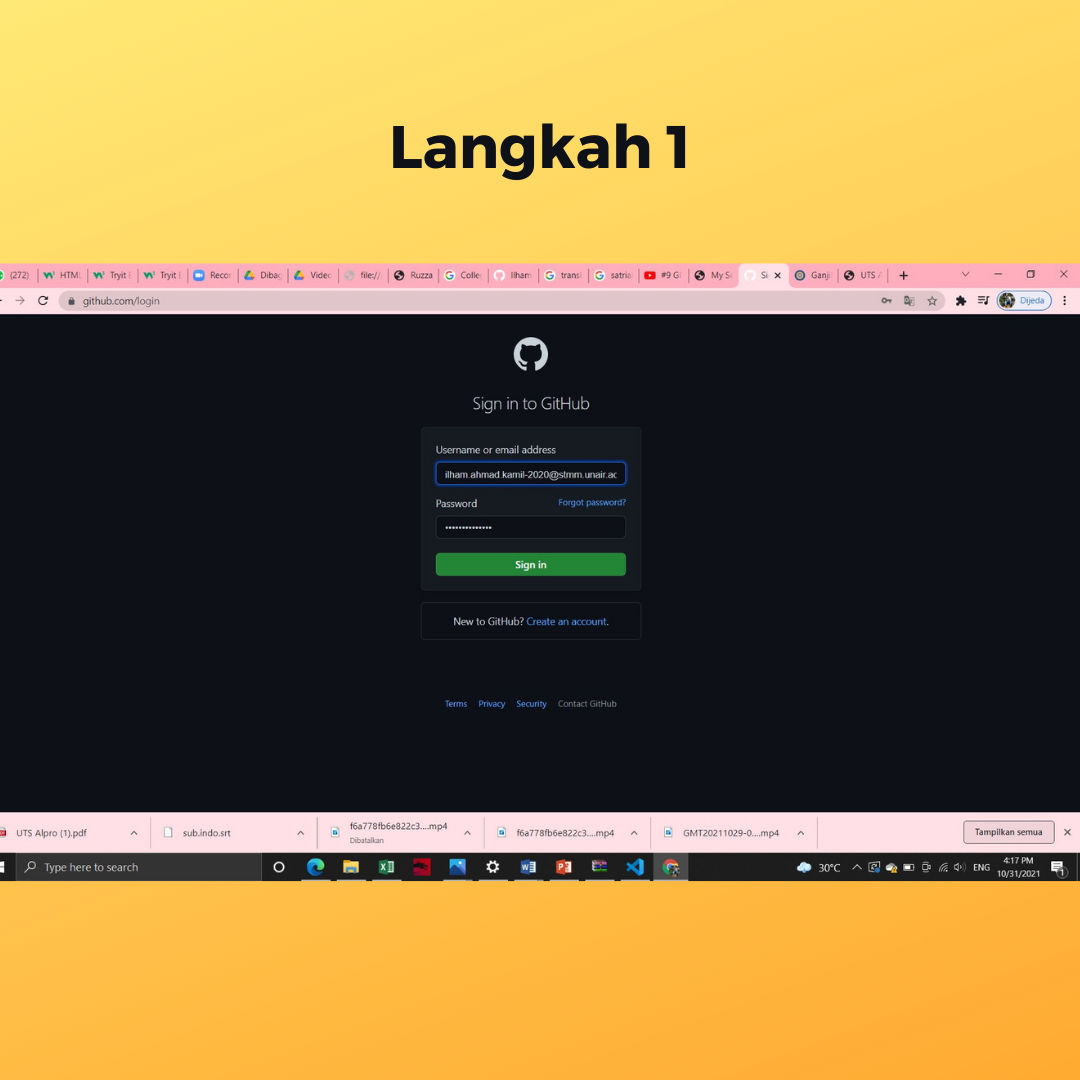 Langkah 1
(272) HTML Tryit Tryit Recor Dibag Video file:// Ruzza Collec Ilham transl satria #9 G My Si Si Ganji UTS
github.com/login Dijeda
Sign in to GitHub
Username or email address
ilham.ahmad.kamil-2020@stmm.unair.ac
Password Forgot password?
Sign in
New to GitHub? Create an account.
Terms Privacy Security Contact GitHub
UTS Alpro (1).pdf sub.indo.srt f6a778fb6e822c3....mp4 f6a778fb6e822c3....mp4 GMT20211029-0....mp4 Tampilkan semua
Dibatalkan
Type here to search 30°C ENG 4:17 PM
10/31/2021 1